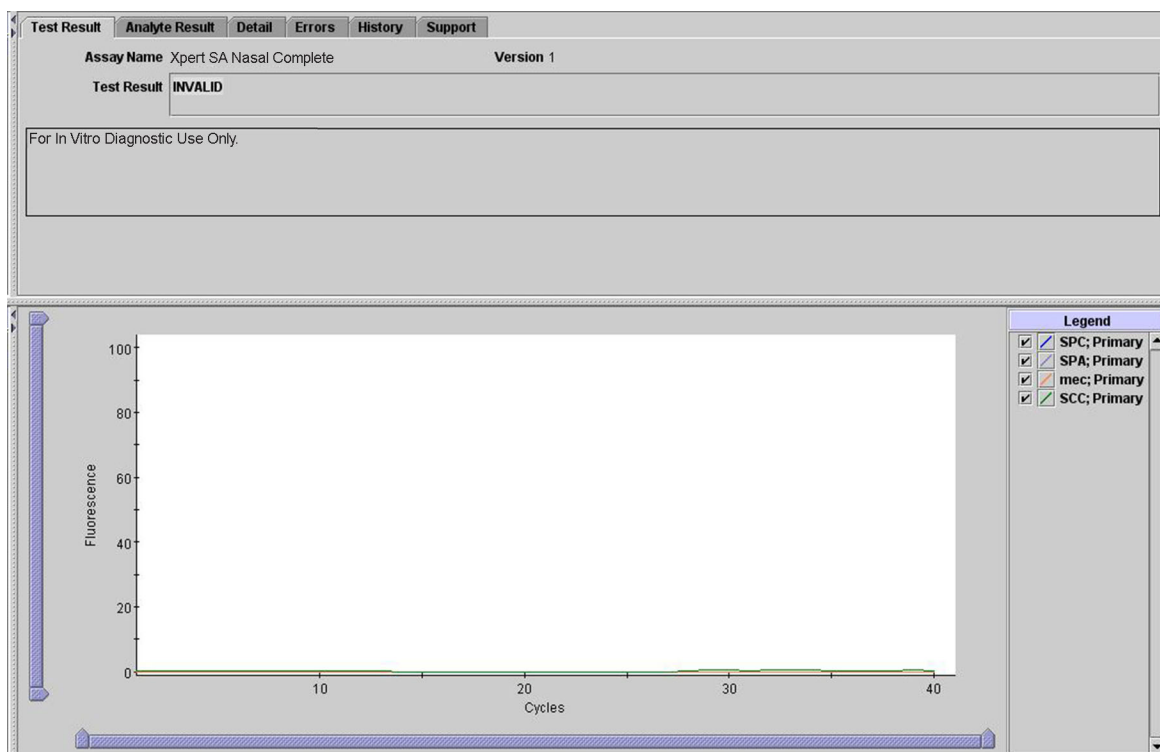 Test Result Analyte Result Detail Errors History Support
Assay Name Xpert SA Nasal Complete Version 1
Test Result INVALID
For In Vitro Diagnostic Use Only.
Legend
SPC; Primary
SPA; Primary
mec; Primary
SCC; Primary
100
80
60
40
20
0
Fluorescence
10 20 30 40
Cycles